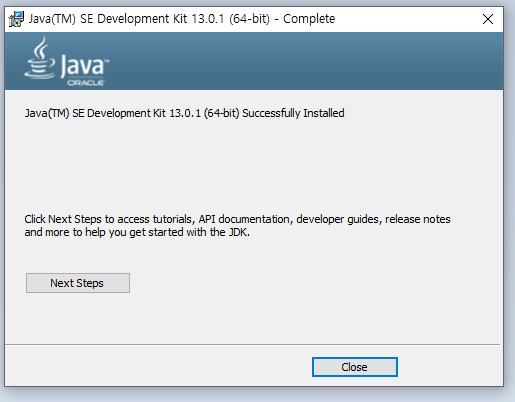 Java(TM) SE Development Kit 13.0.1 (64-bit) - Complete
Java™
ORACLE
Java(TM) SE Development Kit 13.0.1 (64-bit) Successfully Installed
Click Next Steps to access tutorials, API documentation, developer guides, release notes
and more to help you get started with the JDK.
Next Steps
Close